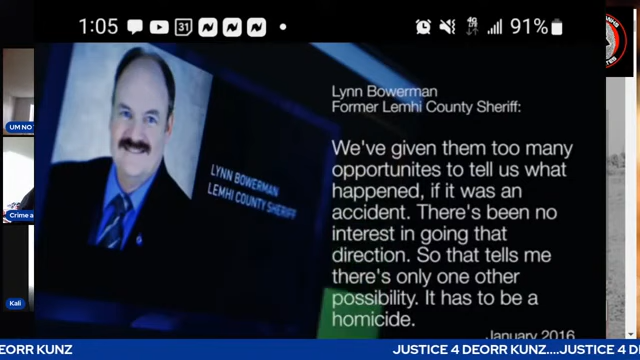 1:05
31
4G
91%
Lynn Bowerman
Former Lemhi County Sheriff:
We've given them too many
opportunites to tell us what
happened, if it was an
accident. There's been no
interest in going that
direction. So that tells me
there's only one other
possibility. It has to be a
homicide.
January 2016
LYNN BOWERMAN
LEMHI COUNTY SHERIFF
UM NO
Crime a
Kali
EORR KUNZ
JUSTICE 4 DEORR KUNZ....JUSTICE 4 D